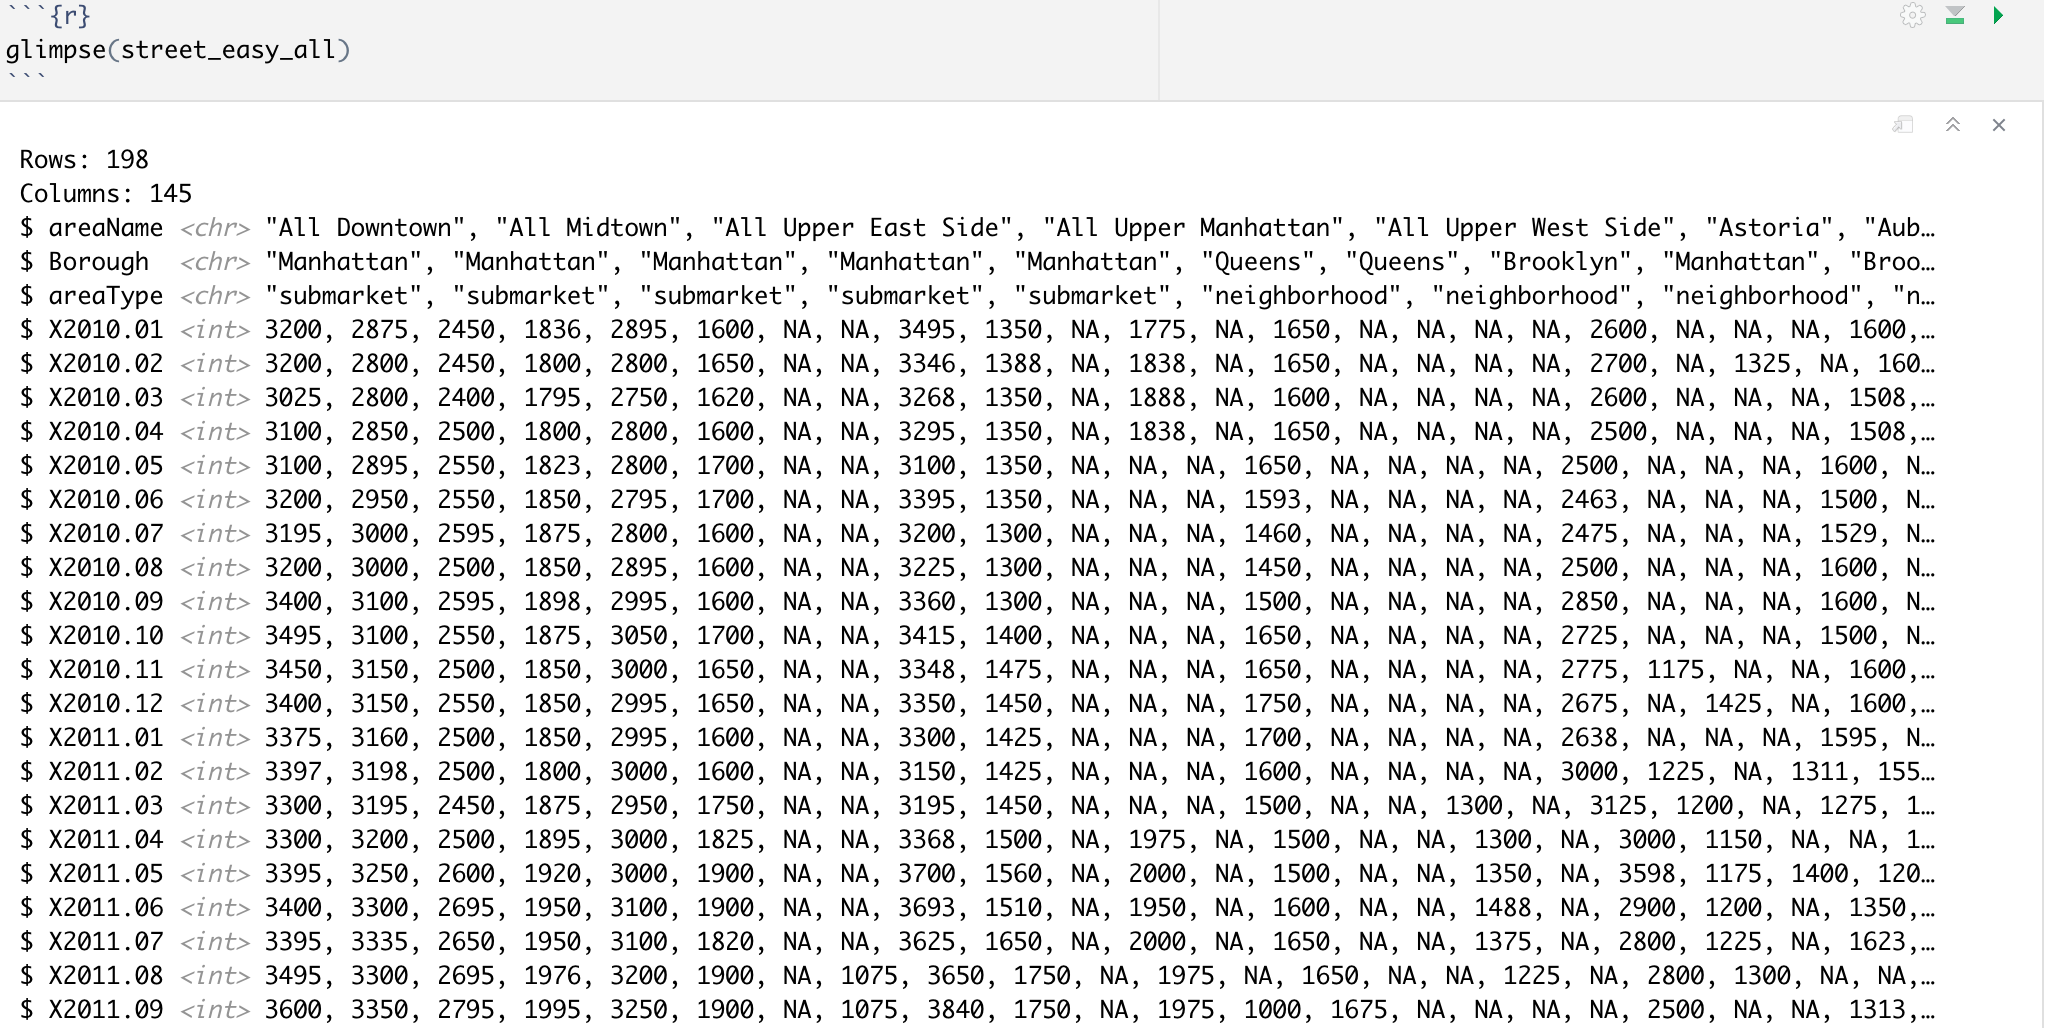 ```{r}
glimpse(street_easy_all)
```
Rows: 198
Columns: 145
$ areaName <chr> "All Downtown", "All Midtown", "All Upper East Side", "All Upper Manhattan", "All Upper West Side", "Astoria", "Aub…
$ Borough  <chr> "Manhattan", "Manhattan", "Manhattan", "Manhattan", "Manhattan", "Queens", "Queens", "Brooklyn", "Manhattan", "Broo…
$ areaType <chr> "submarket", "submarket", "submarket", "submarket", "submarket", "neighborhood", "neighborhood", "neighborhood", "n…
$ X2010.01 <int> 3200, 2875, 2450, 1836, 2895, 1600, NA, NA, 3495, 1350, NA, 1775, NA, 1650, NA, NA, NA, NA, 2600, NA, NA, NA, 1600,…
$ X2010.02 <int> 3200, 2800, 2450, 1800, 2800, 1650, NA, NA, 3346, 1388, NA, 1838, NA, 1650, NA, NA, NA, NA, 2700, NA, 1325, NA, 160…
$ X2010.03 <int> 3025, 2800, 2400, 1795, 2750, 1620, NA, NA, 3268, 1350, NA, 1888, NA, 1600, NA, NA, NA, NA, 2600, NA, NA, NA, 1508,…
$ X2010.04 <int> 3100, 2850, 2500, 1800, 2800, 1600, NA, NA, 3295, 1350, NA, 1838, NA, 1650, NA, NA, NA, NA, 2500, NA, NA, NA, 1508,…
$ X2010.05 <int> 3100, 2895, 2550, 1823, 2800, 1700, NA, NA, 3100, 1350, NA, NA, NA, 1650, NA, NA, NA, NA, 2500, NA, NA, NA, 1600, N…
$ X2010.06 <int> 3200, 2950, 2550, 1850, 2795, 1700, NA, NA, 3395, 1350, NA, NA, NA, 1593, NA, NA, NA, NA, 2463, NA, NA, NA, 1500, N…
$ X2010.07 <int> 3195, 3000, 2595, 1875, 2800, 1600, NA, NA, 3200, 1300, NA, NA, NA, 1460, NA, NA, NA, NA, 2475, NA, NA, NA, 1529, N…
$ X2010.08 <int> 3200, 3000, 2500, 1850, 2895, 1600, NA, NA, 3225, 1300, NA, NA, NA, 1450, NA, NA, NA, NA, 2500, NA, NA, NA, 1600, N…
$ X2010.09 <int> 3400, 3100, 2595, 1898, 2995, 1600, NA, NA, 3360, 1300, NA, NA, NA, 1500, NA, NA, NA, NA, 2850, NA, NA, NA, 1600, N…
$ X2010.10 <int> 3495, 3100, 2550, 1875, 3050, 1700, NA, NA, 3415, 1400, NA, NA, NA, 1650, NA, NA, NA, NA, 2725, NA, NA, NA, 1500, N…
$ X2010.11 <int> 3450, 3150, 2500, 1850, 3000, 1650, NA, NA, 3348, 1475, NA, NA, NA, 1650, NA, NA, NA, NA, 2775, 1175, NA, NA, 1600,…
$ X2010.12 <int> 3400, 3150, 2550, 1850, 2995, 1650, NA, NA, 3350, 1450, NA, NA, NA, 1750, NA, NA, NA, NA, 2675, NA, 1425, NA, 1600,…
$ X2011.01 <int> 3375, 3160, 2500, 1850, 2995, 1600, NA, NA, 3300, 1425, NA, NA, NA, 1700, NA, NA, NA, NA, 2638, NA, NA, NA, 1595, N…
$ X2011.02 <int> 3397, 3198, 2500, 1800, 3000, 1600, NA, NA, 3150, 1425, NA, NA, NA, 1600, NA, NA, NA, NA, 3000, 1225, NA, 1311, 155…
$ X2011.03 <int> 3300, 3195, 2450, 1875, 2950, 1750, NA, NA, 3195, 1450, NA, NA, NA, 1500, NA, NA, 1300, NA, 3125, 1200, NA, 1275, 1…
$ X2011.04 <int> 3300, 3200, 2500, 1895, 3000, 1825, NA, NA, 3368, 1500, NA, 1975, NA, 1500, NA, NA, 1300, NA, 3000, 1150, NA, NA, 1…
$ X2011.05 <int> 3395, 3250, 2600, 1920, 3000, 1900, NA, NA, 3700, 1560, NA, 2000, NA, 1500, NA, NA, 1350, NA, 3598, 1175, 1400, 120…
$ X2011.06 <int> 3400, 3300, 2695, 1950, 3100, 1900, NA, NA, 3693, 1510, NA, 1950, NA, 1600, NA, NA, 1488, NA, 2900, 1200, NA, 1350,…
$ X2011.07 <int> 3395, 3335, 2650, 1950, 3100, 1820, NA, NA, 3625, 1650, NA, 2000, NA, 1650, NA, NA, 1375, NA, 2800, 1225, NA, 1623,…
$ X2011.08 <int> 3495, 3300, 2695, 1976, 3200, 1900, NA, 1075, 3650, 1750, NA, 1975, NA, 1650, NA, NA, 1225, NA, 2800, 1300, NA, NA,…
$ X2011.09 <int> 3600, 3350, 2795, 1995, 3250, 1900, NA, 1075, 3840, 1750, NA, 1975, 1000, 1675, NA, NA, NA, NA, 2500, NA, NA, 1313,…